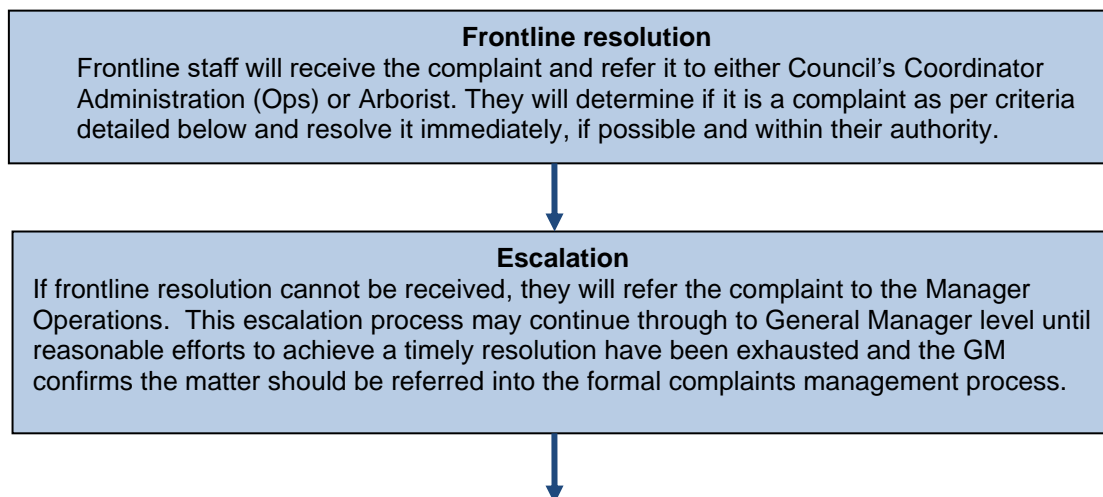 Frontline resolution
Frontline staff will receive the complaint and refer it to either Council’s Coordinator
Administration (Ops) or Arborist. They will determine if it is a complaint as per criteria
detailed below and resolve it immediately, if possible and within their authority.
Escalation
If frontline resolution cannot be received, they will refer the complaint to the Manager
Operations.  This escalation process may continue through to General Manager level until
reasonable efforts to achieve a timely resolution have been exhausted and the GM
confirms the matter should be referred into the formal complaints management process.